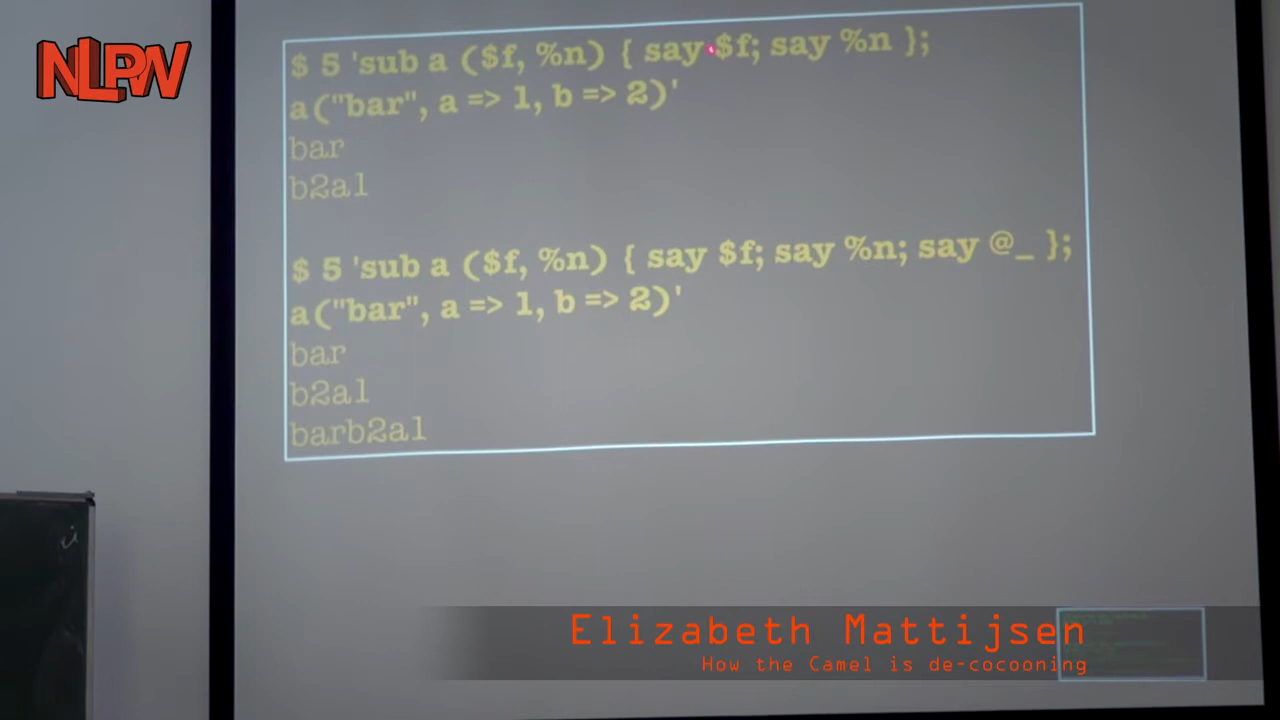 NLPW
$ 5 'sub a ($f, %n) { say $f; say %n };
a("bar", a => 1, b => 2)'
bar
b2a1
$ 5 'sub a ($f, %n) { say $f; say %n; say @_ };
a("bar", a => 1, b => 2)'
bar
b2a1
barb2a1
Elizabeth Mattijsen
How the Camel is de-cocooning